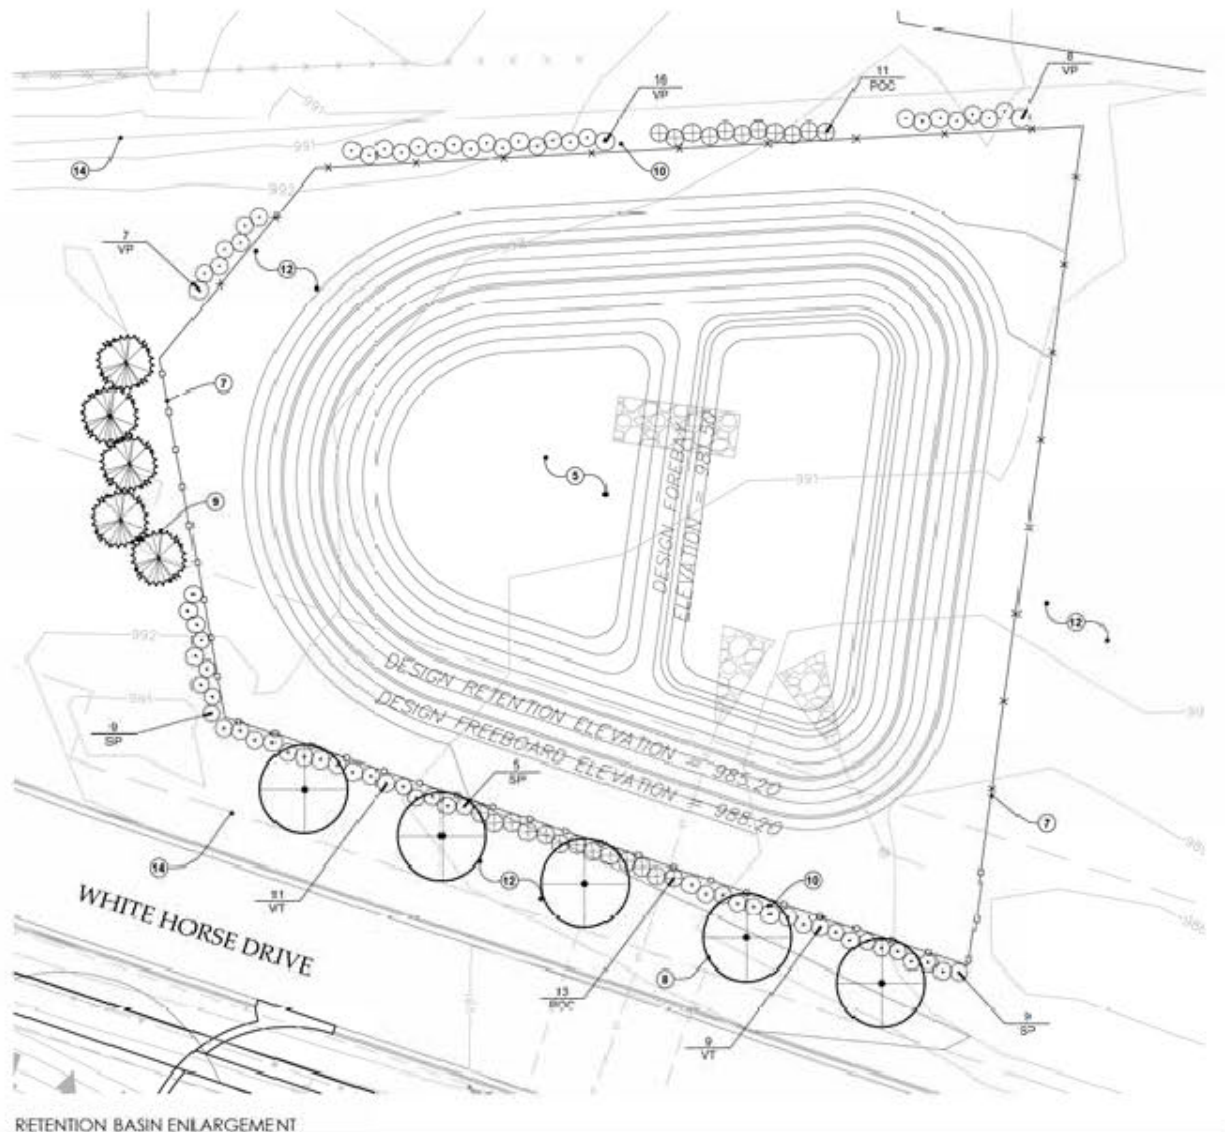 8
VP
11
POC
16
VP
991
991
14
10
992
7
VP
12
992
7
5
991
DESIGN FOREBAY
ELEVATION = 981.50
9
12
992
991
DESIGN RETENTION ELEVATION = 985.20
DESIGN FREEBOARD ELEVATION = 988.20
9
SP
5
SP
7
14
12
10
11
VT
WHITE HORSE DRIVE
8
13
POC
9
VT
9
SP
RETENTION BASIN ENLARGEMENT